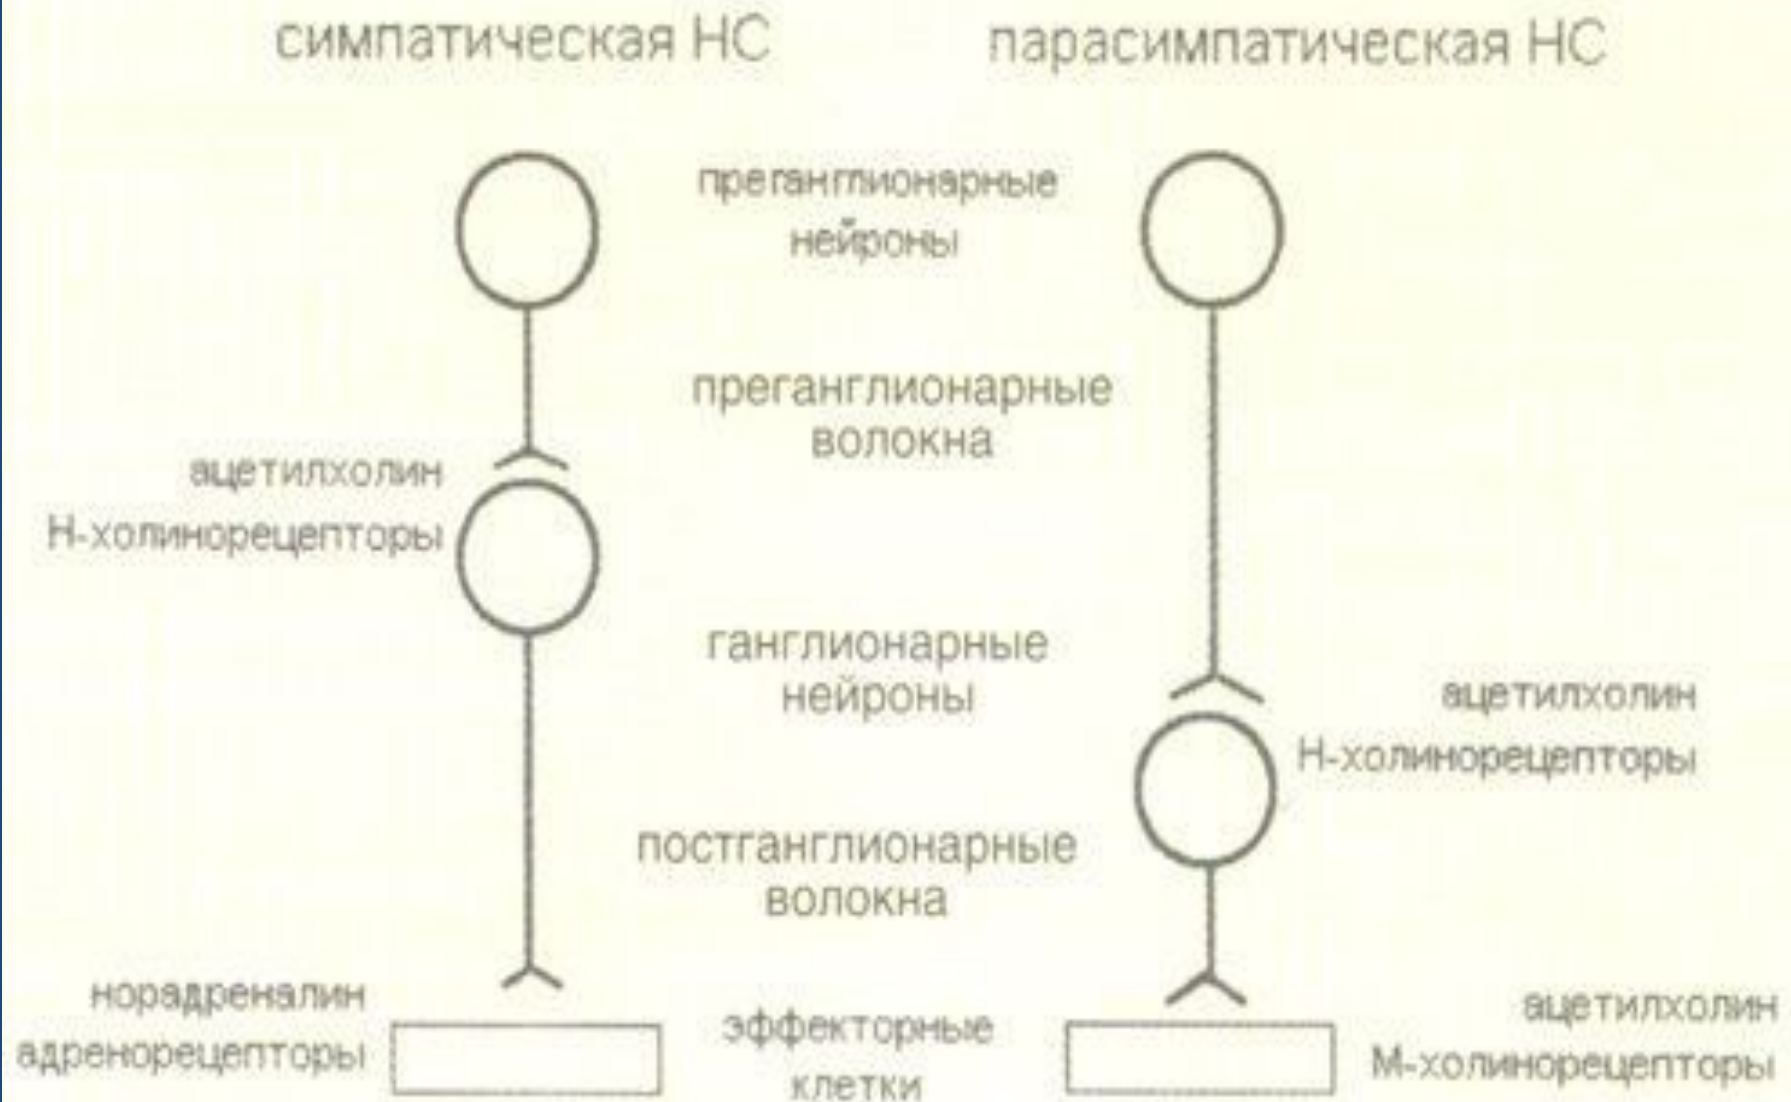 симпатическая НС
парасимпатическая НС
преганглионарные
нейроны
преганглионарные
волокна
ацетилхолин
Н-холинорецепторы
ганглионарные
нейроны
ацетилхолин
Н-холинорецепторы
постганглионарные
волокна
норадреналин
адренорецепторы
эффекторные
клетки
ацетилхолин
М-холинорецепторы